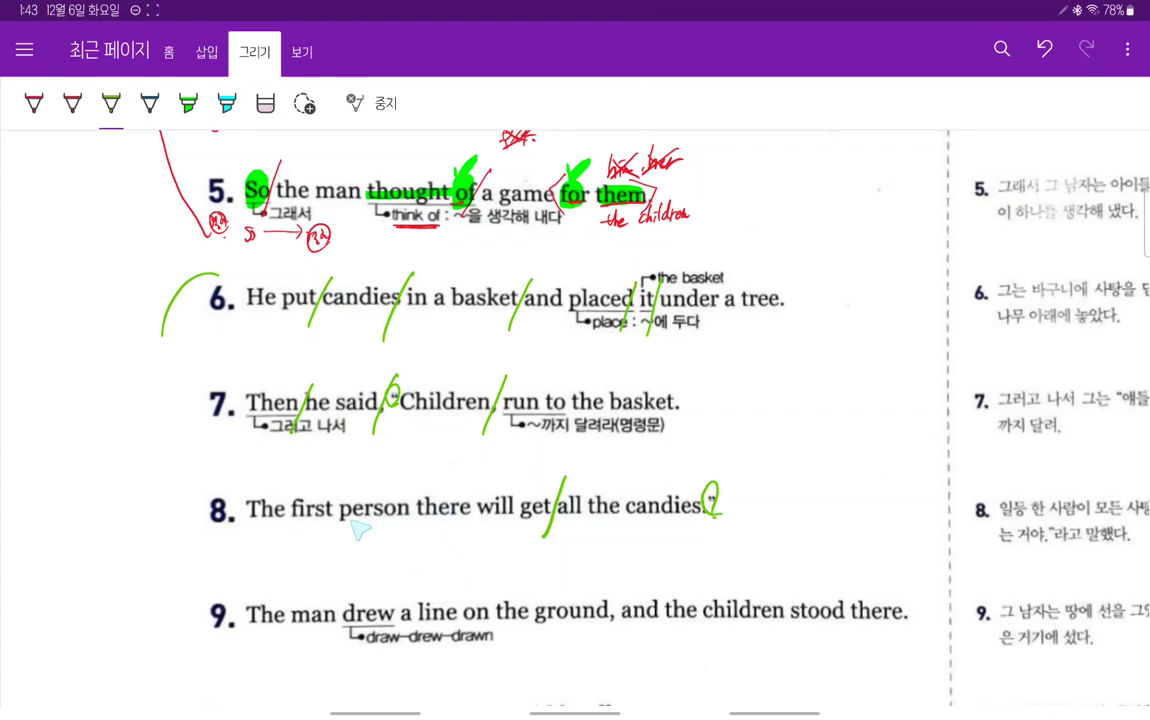 1:43 12월 6일 화요일 78%
최근 페이지 홈 삽입 그리기 보기
중지
5. So the man thought of a game for them.
그래서 think of : ~을 생각해 내다 the children
so
6. He put candies in a basket and placed it under a tree.
the basket
place : ~에 두다
7. Then he said, “Children, run to the basket.
그러고 나서 ~까지 달려라(명령문)
8. The first person there will get all the candies.”
9. The man drew a line on the ground, and the children stood there.
draw-drew-drawn
5. 그래서 그 남자는 아이들
이 하나를 생각해 냈다.
6. 그는 바구니에 사탕을 담
나무 아래에 놓았다.
7. 그러고 나서 그는 “얘들
까지 달려.
8. 일등 한 사람이 모든 사탕
는 거야.”라고 말했다.
9. 그 남자는 땅에 선을 그었
은 거기에 섰다.